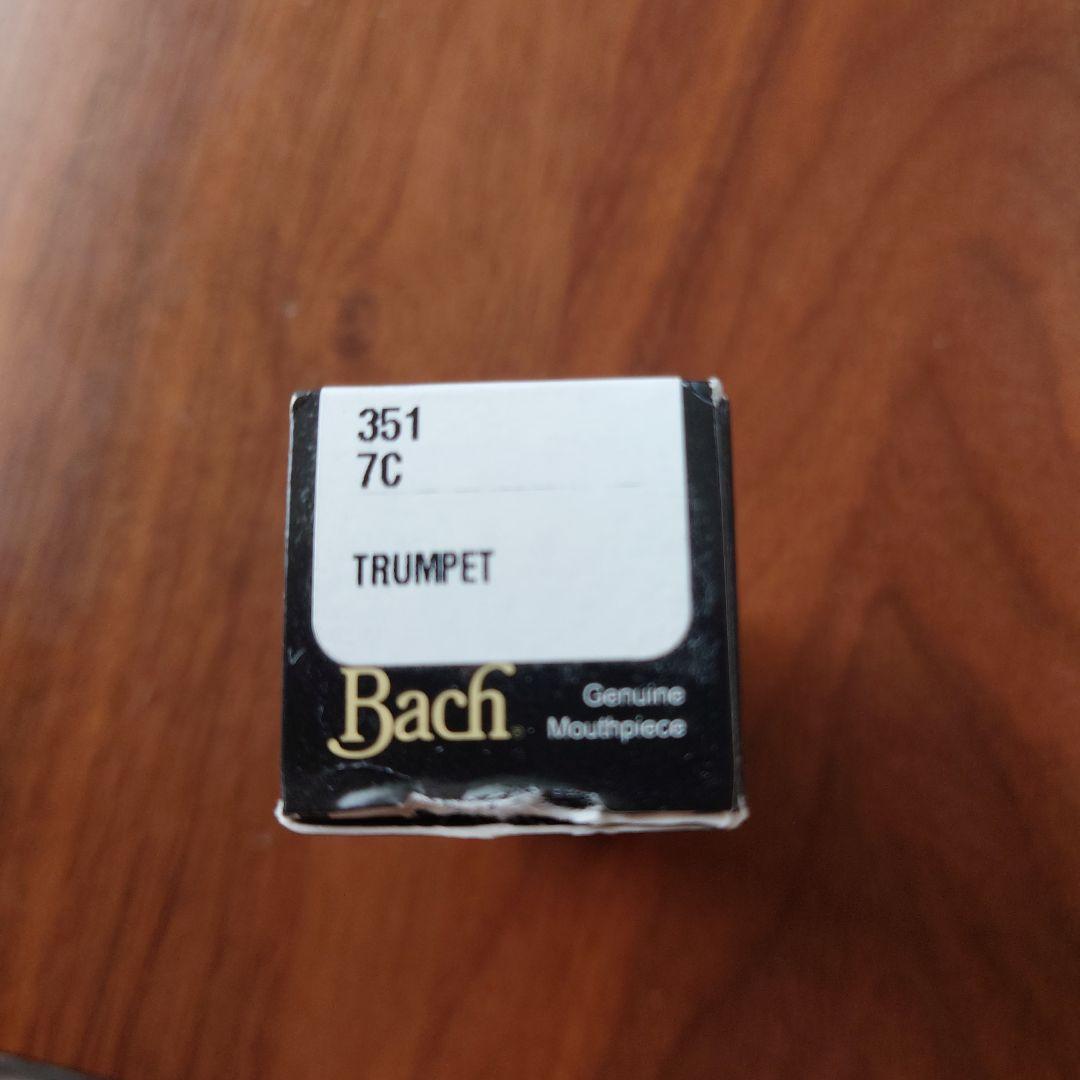 351
7C
TRUMPET
Bach
Genuine
Mouthpiece